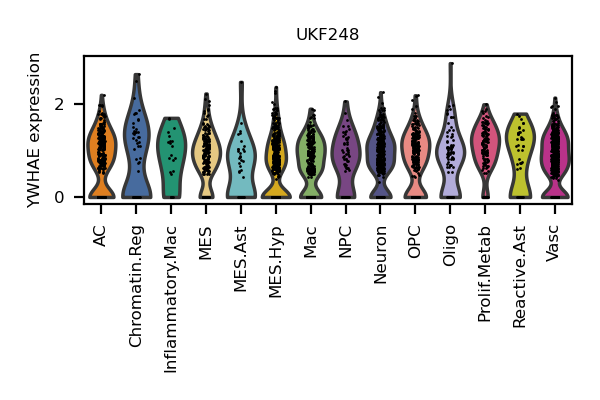 UKF248
YWHAE expression
2
0
AC
Chromatin.Reg
Inflammatory.Mac
MES
MES.Ast
MES.Hyp
Mac
NPC
Neuron
OPC
Oligo
Prolif.Metab
Reactive.Ast
Vasc